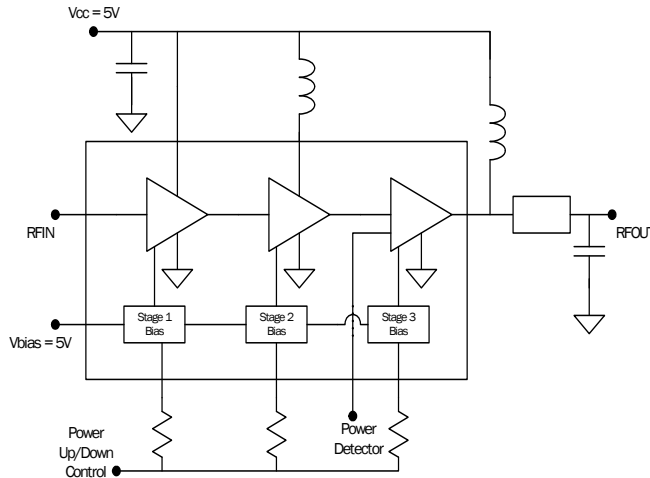 Vcc = 5V
RFIN
RFOUT
Stage 1
Bias
Stage 2
Bias
Stage 3
Bias
Vbias = 5V
Power
Up/Down
Control
Power
Detector